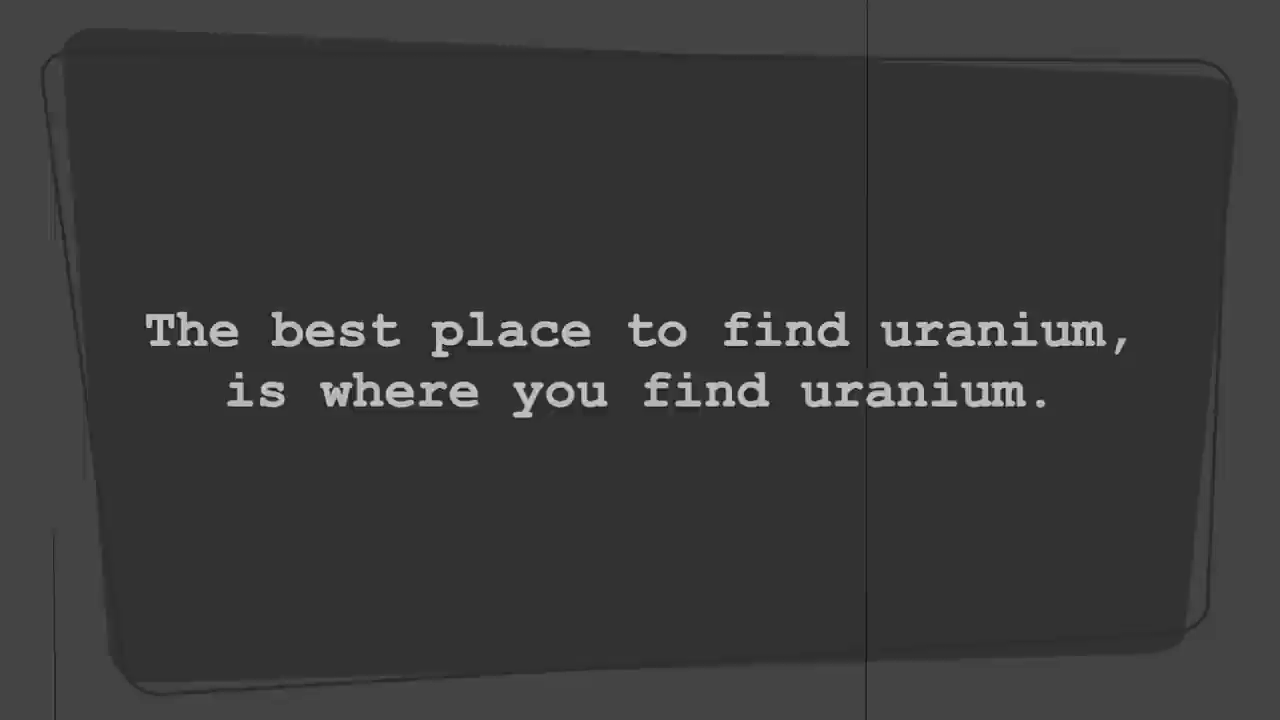 The best place to find uranium,
is where you find uranium.